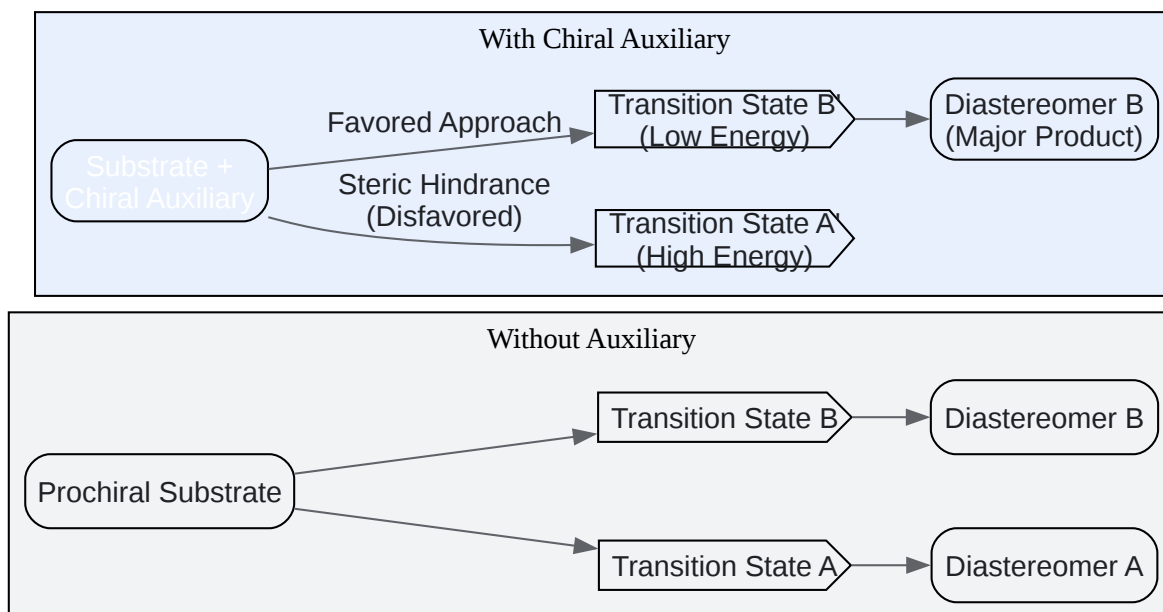 With Chiral Auxiliary
Substrate +
Chiral Auxiliary
Favored Approach
Steric Hindrance
(Disfavored)
Transition State B'
(Low Energy)
Transition State A'
(High Energy)
Diastereomer B
(Major Product)
Without Auxiliary
Prochiral Substrate
Transition State B
Diastereomer B
Transition State A
Diastereomer A